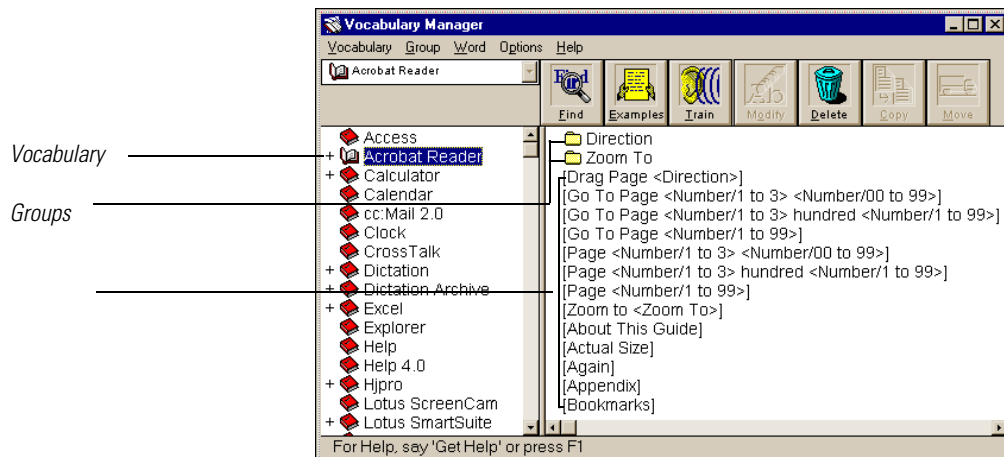 Vocabulary Manager
Vocabulary Group Word Options Help
Acrobat Reader
Find Examples Train Modify Delete Copy Move
Vocabulary
Groups
Access
+ Acrobat Reader
+ Calculator
Calendar
cc:Mail 2.0
Clock
CrossTalk
+ Dictation
+ Dictation Archive
+ Excel
Explorer
Help
Help 4.0
+ Hjpro
Lotus ScreenCam
+ Lotus SmartSuite
Direction
Zoom To
[Drag Page <Direction>]
[Go To Page <Number/1 to 3> <Number/00 to 99>]
[Go To Page <Number/1 to 3> hundred <Number/1 to 99>]
[Go To Page <Number/1 to 99>]
[Page <Number/1 to 3> <Number/00 to 99>]
[Page <Number/1 to 3> hundred <Number/1 to 99>]
[Page <Number/1 to 99>]
[Zoom to <Zoom To>]
[About This Guide]
[Actual Size]
[Again]
[Appendix]
[Bookmarks]
For Help, say 'Get Help' or press F1